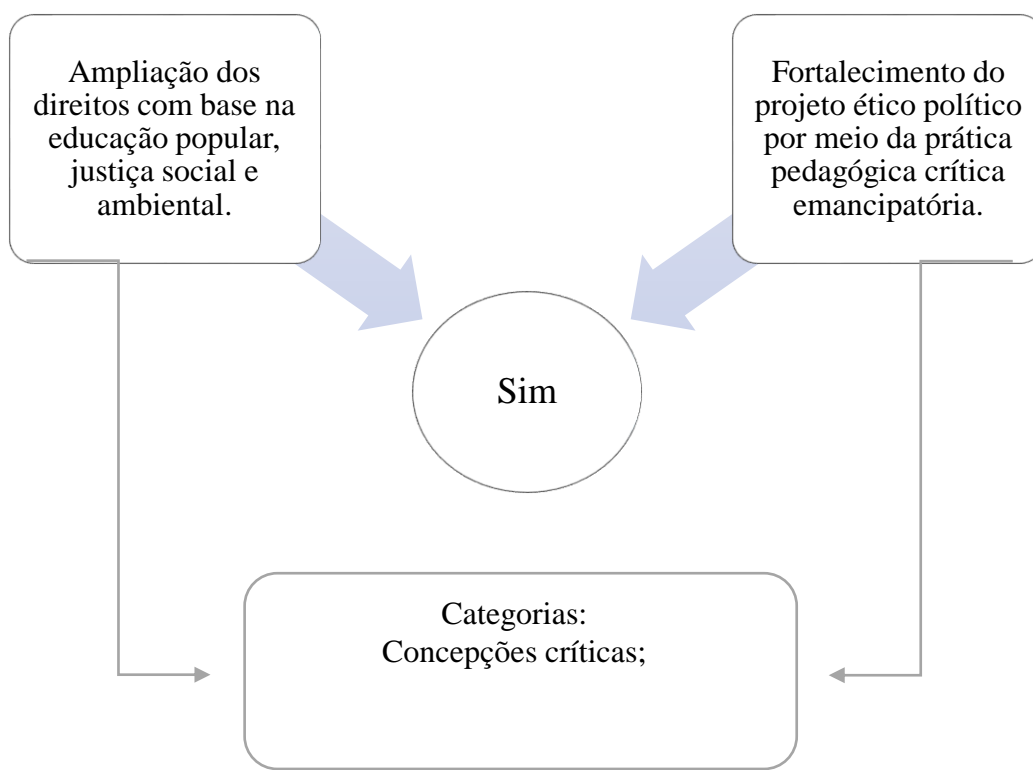 Ampliação dos
direitos com base na
educação popular,
justiça social e
ambiental.
Fortalecimento do
projeto ético político
por meio da prática
pedagógica crítica
emancipatória.
Sim
Categorias:
Concepções críticas;